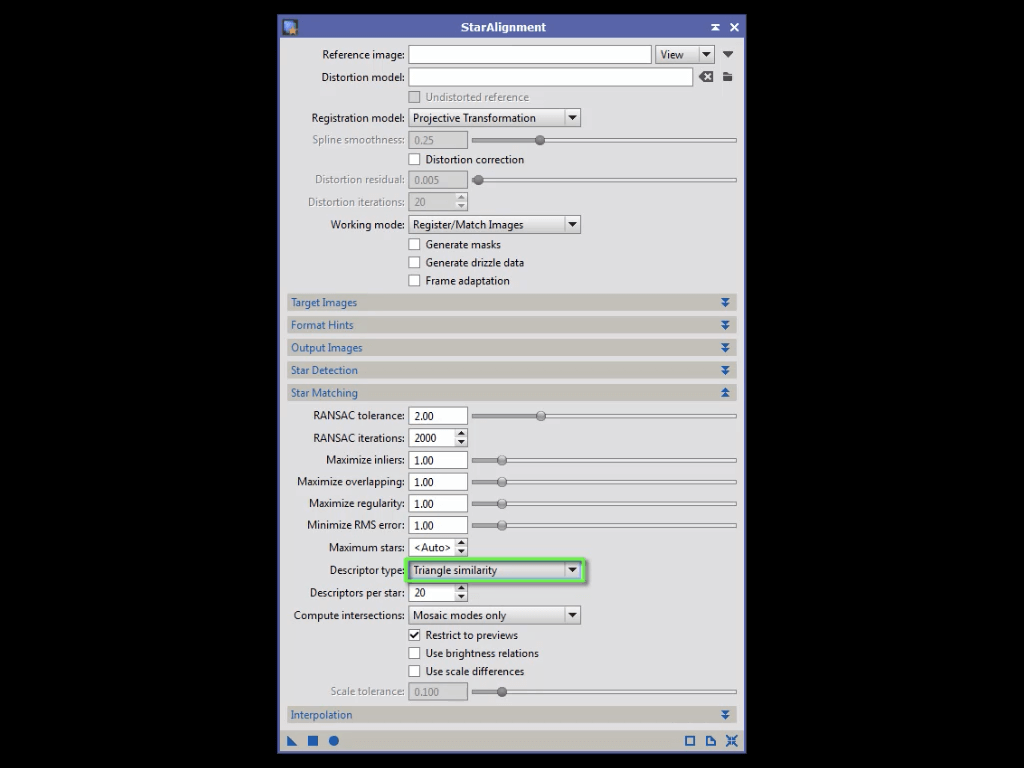 StarAlignment
Reference image: View
Distortion model:
Undistorted reference
Registration model: Projective Transformation
Spline smoothness: 0.25
Distortion correction
Distortion residual: 0.005
Distortion iterations: 20
Working mode: Register/Match Images
Generate masks
Generate drizzle data
Frame adaptation
Target Images
Format Hints
Output Images
Star Detection
Star Matching
RANSAC tolerance: 2.00
RANSAC iterations: 2000
Maximize inliers: 1.00
Maximize overlapping: 1.00
Maximize regularity: 1.00
Minimize RMS error: 1.00
Maximum stars: <Auto>
Descriptor type: Triangle similarity
Descriptors per star: 20
Compute intersections: Mosaic modes only
Restrict to previews
Use brightness relations
Use scale differences
Scale tolerance: 0.100
Interpolation